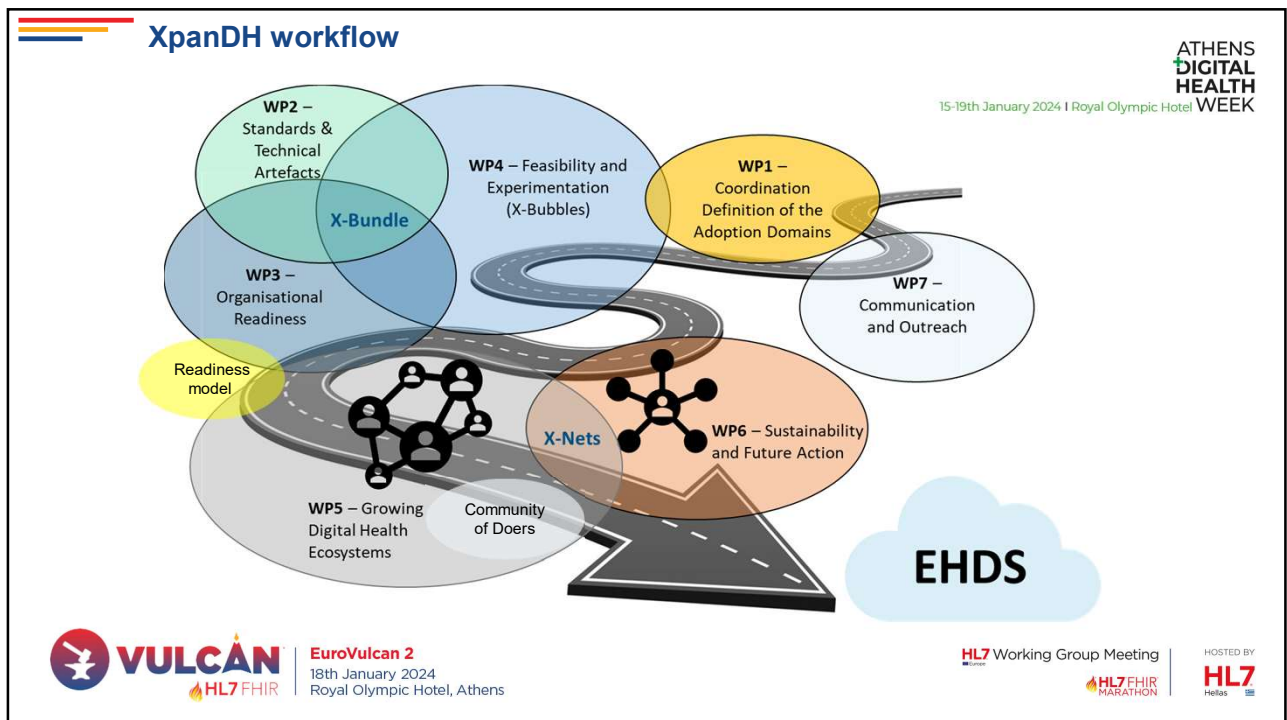 XpanDH workflow
ATHENS
DIGITAL
HEALTH
WEEK
15-19th January 2024 I Royal Olympic Hotel
WP2 –
Standards &
Technical
Artefacts
WP4 – Feasibility and
Experimentation
(X-Bubbles)
WP1 –
Coordination
Definition of the
Adoption Domains
X-Bundle
WP3 –
Organisational
Readiness
WP7 –
Communication
and Outreach
Readiness
model
X-Nets
WP6 – Sustainability
and Future Action
WP5 – Growing
Digital Health
Ecosystems
Community
of Doers
EHDS
VULCAN
HL7 FHIR
EuroVulcan 2
18th January 2024
Royal Olympic Hotel, Athens
HL7 Working Group Meeting
Europe
HL7 FHIR
MARATHON
HOSTED BY
HL7
Hellas